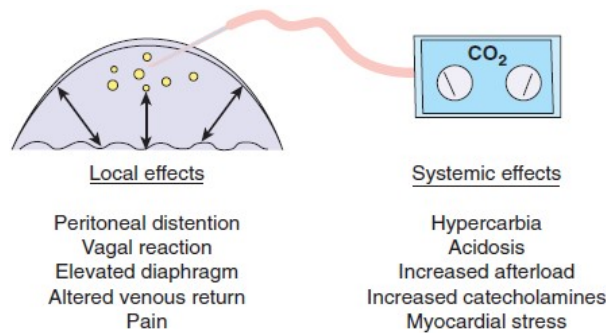 CO2
Local effects
Peritoneal distention
Vagal reaction
Elevated diaphragm
Altered venous return
Pain
Systemic effects
Hypercarbia
Acidosis
Increased afterload
Increased catecholamines
Myocardial stress